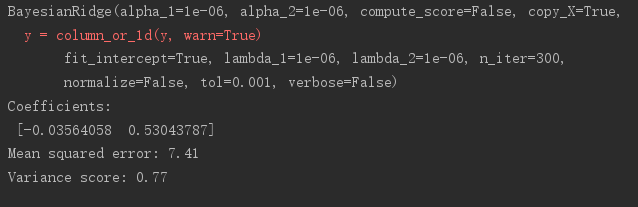 BayesianRidge(alpha_1=1e-06, alpha_2=1e-06, compute_score=False, copy_X=True,
y = column_or_1d(y, warn=True)
fit_intercept=True, lambda_1=1e-06, lambda_2=1e-06, n_iter=300,
normalize=False, tol=0.001, verbose=False)
Coefficients:
[-0.03564058 0.53043787]
Mean squared error: 7.41
Variance score: 0.77